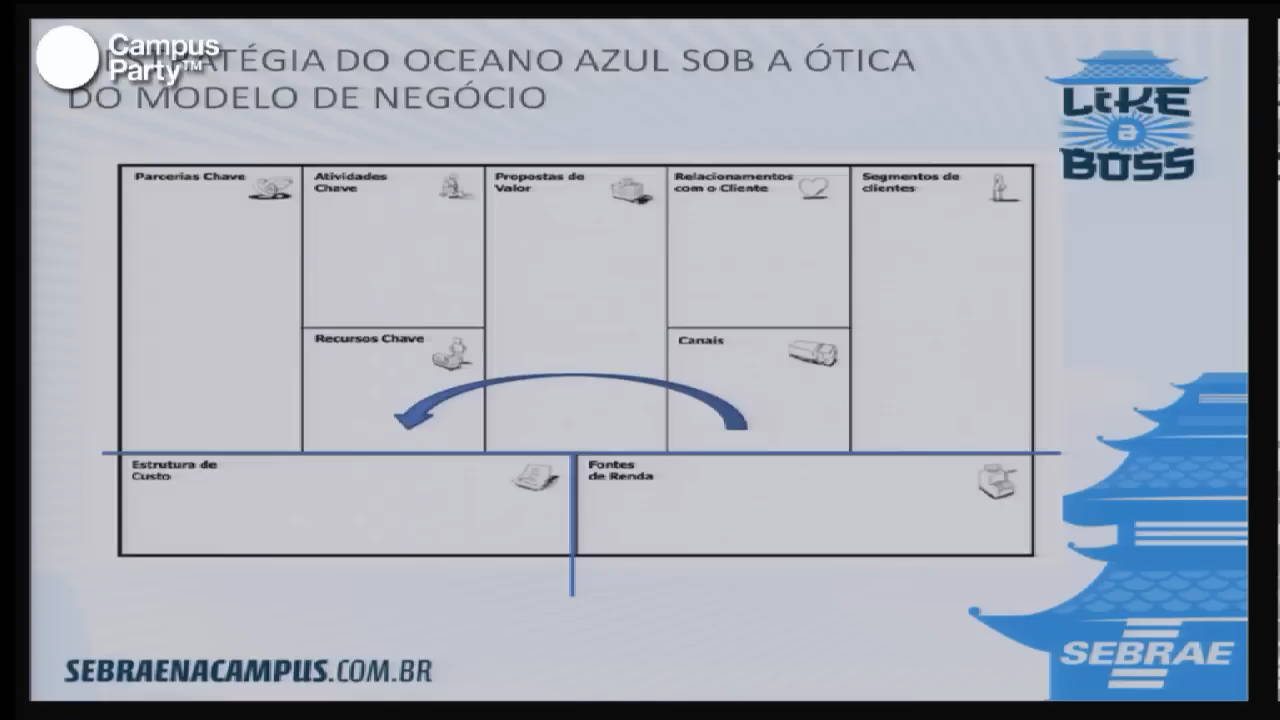 Campus
Party™
TRATÉGIA DO OCEANO AZUL SOB A ÓTICA
DO MODELO DE NEGÓCIO
LiKE
a
BOSS
Parcerias Chave
Atividades
Chave
Propostas de
Valor
Relacionamentos
com o Cliente
Segmentos de
clientes
Recursos Chave
Canais
Estrutura de
Custo
Fontes
de Renda
SEBRAENACAMPUS.COM.BR
SEBRAE